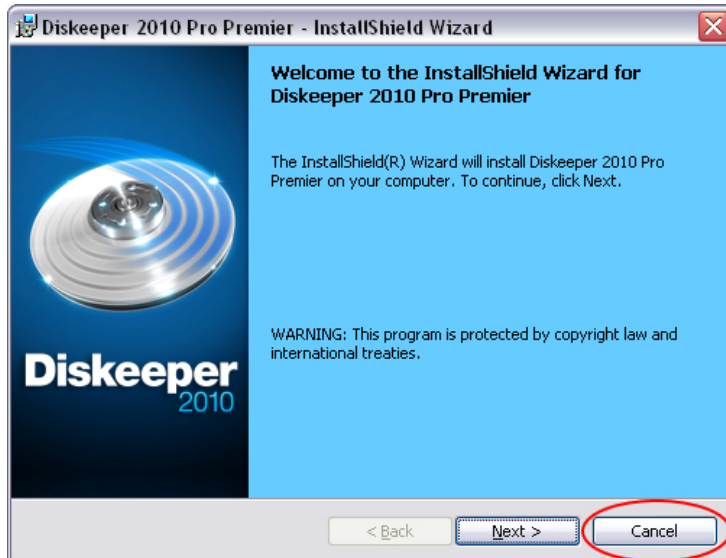 Diskeeper 2010 Pro Premier - InstallShield Wizard
Welcome to the InstallShield Wizard for
Diskeeper 2010 Pro Premier
The InstallShield(R) Wizard will install Diskeeper 2010 Pro
Premier on your computer. To continue, click Next.
WARNING: This program is protected by copyright law and
international treaties.
Diskeeper
2010
< Back
Next >
Cancel